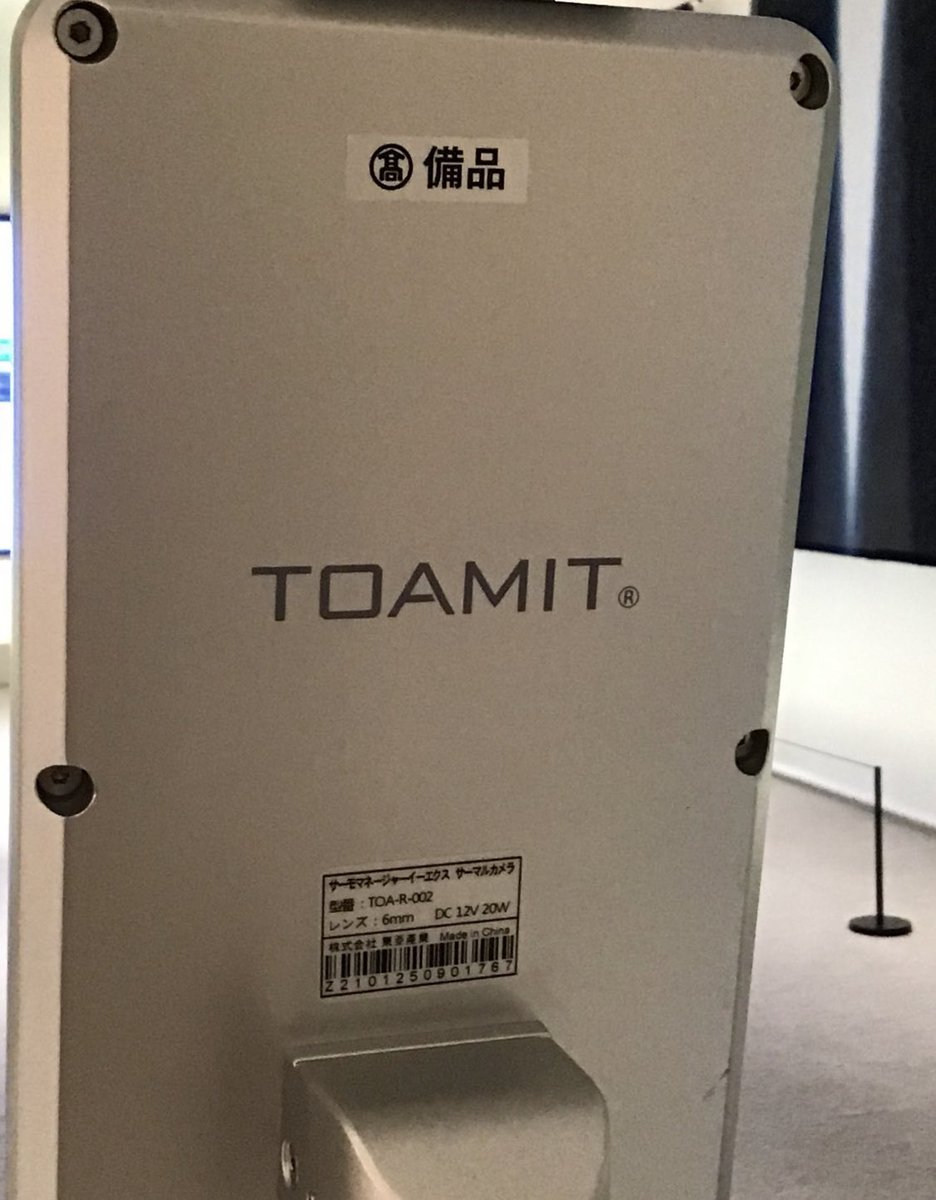 髙 備品
TOAMIT®
サーモマネージャーイーエクス サーマルカメラ
型番：TOA-R-002
レンズ：6mm DC 12V 20W
株式会社 東亜産業 Made in China
Z2101250901767